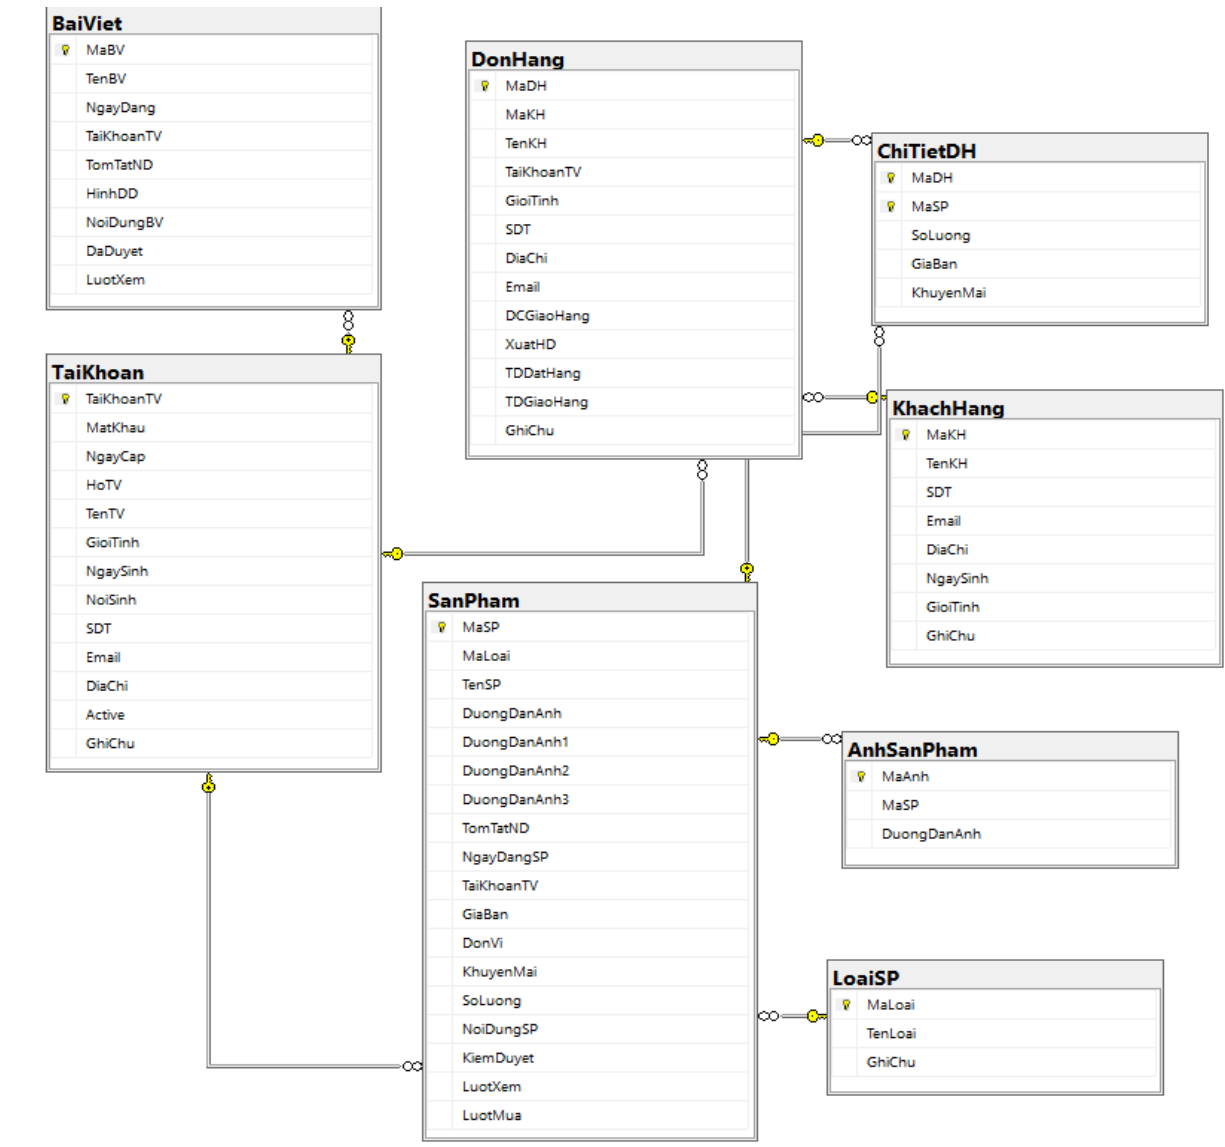 BaiViet
MaBV
TenBV
NgayDang
TaiKhoanTV
TomTatND
HinhDD
NoiDungBV
DaDuyet
LuotXem
DonHang
MaDH
MaKH
TenKH
TaiKhoanTV
GioiTinh
SDT
DiaChi
Email
DCGiaoHang
XuatHD
TDDatHang
TDGiaoHang
GhiChu
ChiTietDH
MaDH
MaSP
SoLuong
GiaBan
KhuyenMai
TaiKhoan
TaiKhoanTV
MatKhau
NgayCap
HoTV
TenTV
GioiTinh
NgaySinh
NoiSinh
SDT
Email
DiaChi
Active
GhiChu
KhachHang
MaKH
TenKH
SDT
Email
DiaChi
NgaySinh
GioiTinh
GhiChu
SanPham
MaSP
MaLoai
TenSP
DuongDanAnh
DuongDanAnh1
DuongDanAnh2
DuongDanAnh3
TomTatND
NgayDangSP
TaiKhoanTV
GiaBan
DonVi
KhuyenMai
SoLuong
NoiDungSP
KiemDuyet
LuotXem
LuotMua
AnhSanPham
MaAnh
MaSP
DuongDanAnh
LoaiSP
MaLoai
TenLoai
GhiChu